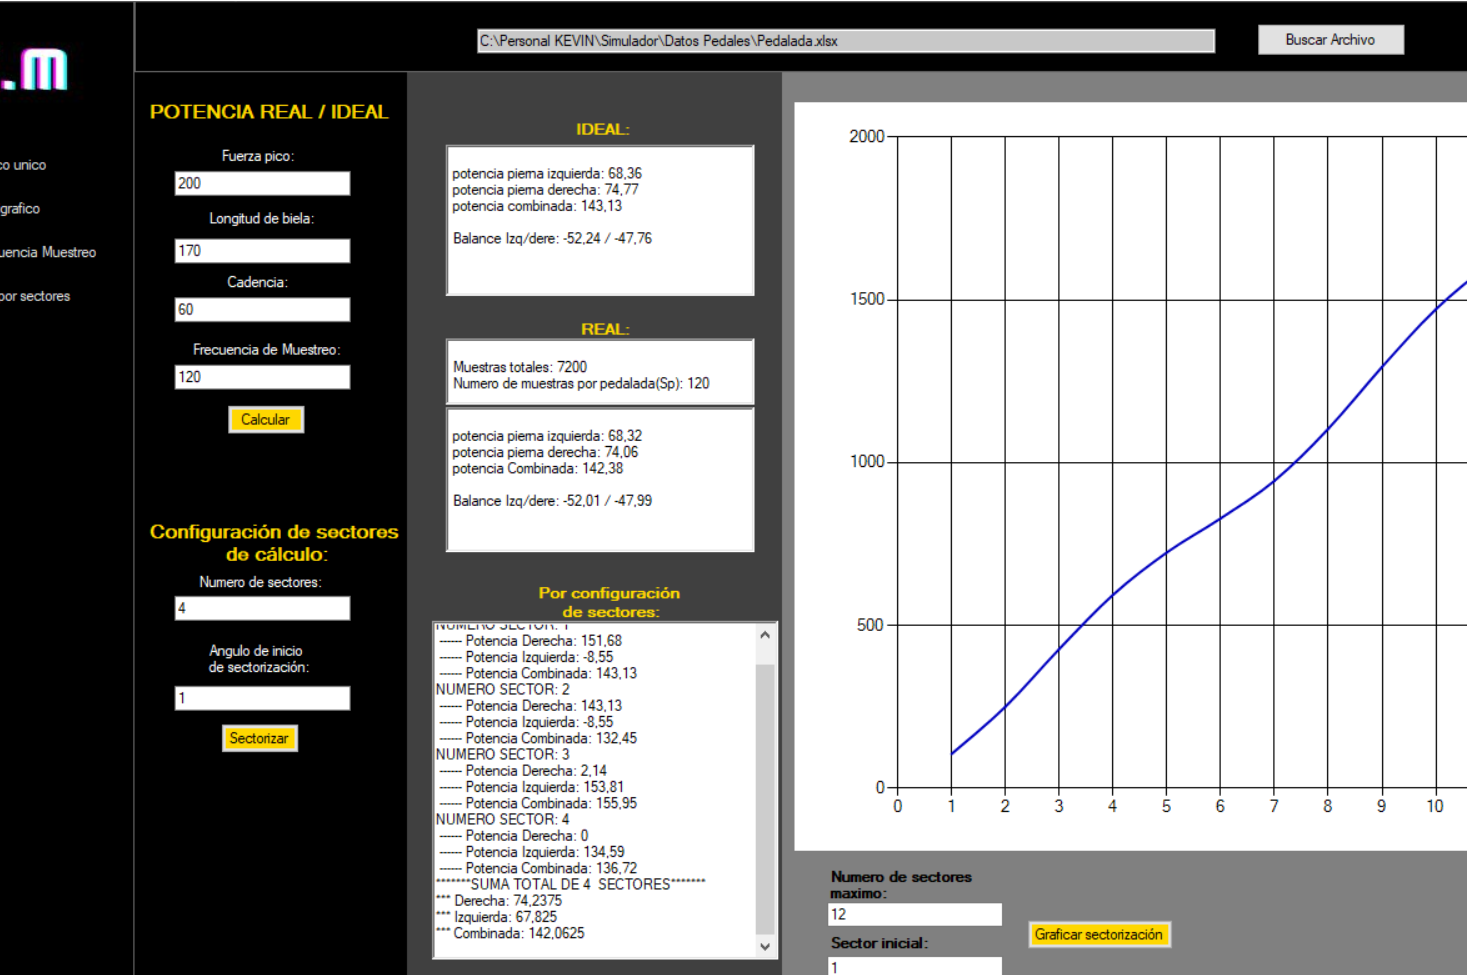 .m
co unico
grafico
uencia Muestreo
por sectores
C:\Personal KEVIN\Simulador\Datos Pedales\Pedalada.xlsx
Buscar Archivo
POTENCIA REAL / IDEAL
Fuerza pico:
200
Longitud de biela:
170
Cadencia:
60
Frecuencia de Muestreo:
120
Calcular
Configuración de sectores
de cálculo:
Numero de sectores:
4
Angulo de inicio
de sectorización:
1
Sectorizar
IDEAL:
potencia pierna izquierda: 68,36
potencia pierna derecha: 74,77
potencia combinada: 143,13
Balance Izq/dere: -52,24 / -47,76
REAL:
Muestras totales: 7200
Numero de muestras por pedalada(Sp): 120
potencia pierna izquierda: 68,32
potencia pierna derecha: 74,06
potencia Combinada: 142,38
Balance Izq/dere: -52,01 / -47,99
Por configuración
de sectores:
NUMERO SECTOR: 1
------ Potencia Derecha: 151,68
------ Potencia Izquierda: -8,55
------ Potencia Combinada: 143,13
NUMERO SECTOR: 2
------ Potencia Derecha: 143,13
------ Potencia Izquierda: -8,55
------ Potencia Combinada: 132,45
NUMERO SECTOR: 3
------ Potencia Derecha: 2,14
------ Potencia Izquierda: 153,81
------ Potencia Combinada: 155,95
NUMERO SECTOR: 4
------ Potencia Derecha: 0
------ Potencia Izquierda: 134,59
------ Potencia Combinada: 136,72
*******SUMA TOTAL DE 4  SECTORES*******
*** Derecha: 74,2375
*** Izquierda: 67,825
*** Combinada: 142,0625
2000
1500
1000
500
0
0 1 2 3 4 5 6 7 8 9 10
Numero de sectores
maximo:
12
Graficar sectorización
Sector inicial:
1